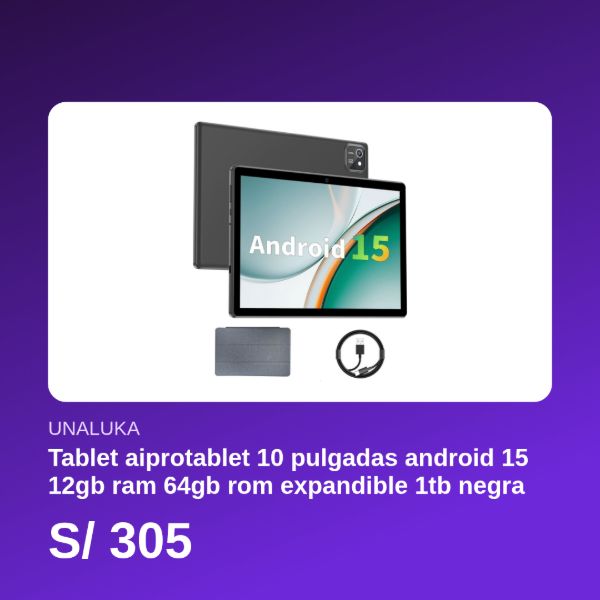 Android 15
UNALUKA
Tablet aiprotablet 10 pulgadas android 15
12gb ram 64gb rom expandible 1tb negra
S/ 305